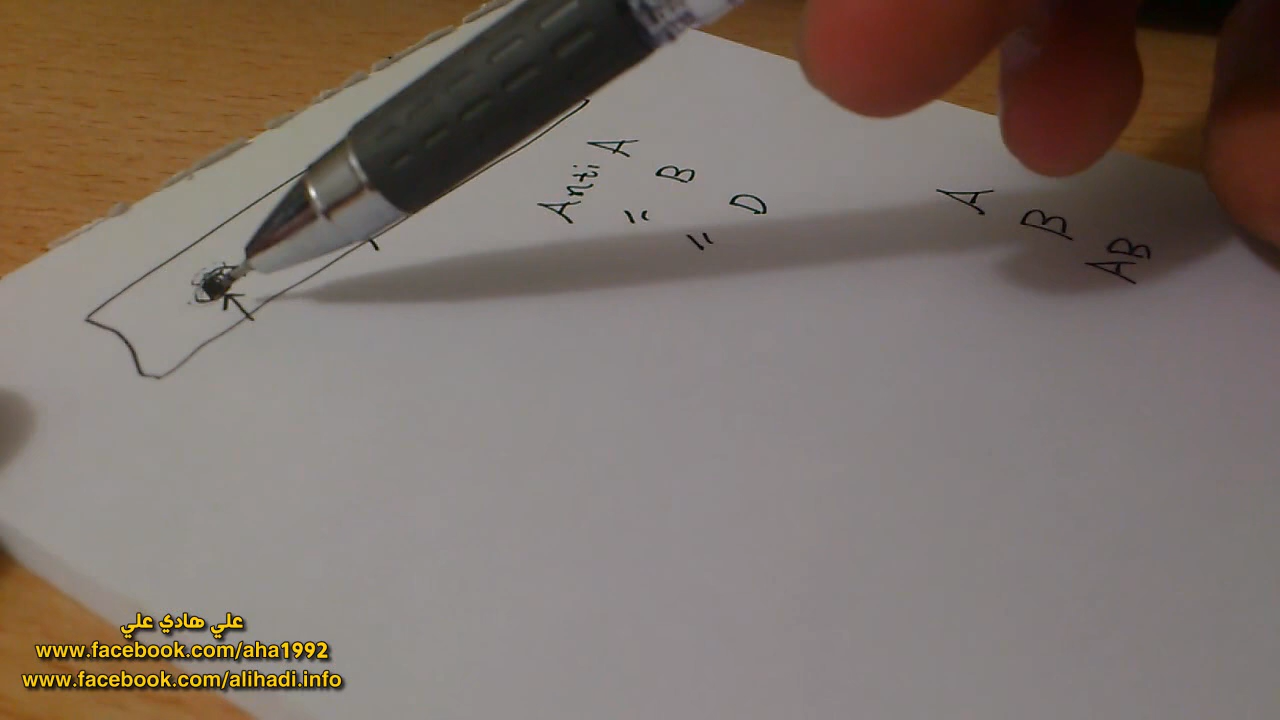 Anti A
" B
" D
A
B
AB
علي هادي علي
www.facebook.com/aha1992
www.facebook.com/alihadi.info